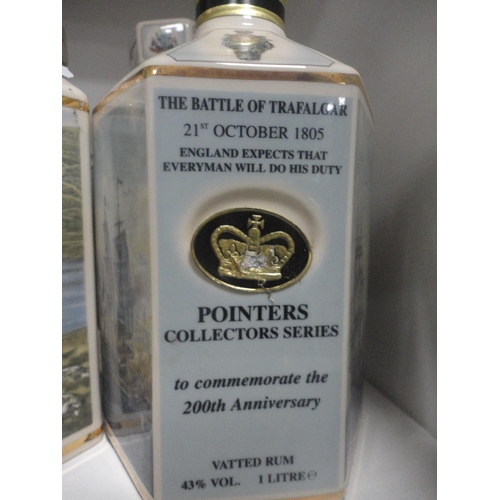 THE BATTLE OF TRAFALGAR
21ST OCTOBER 1805
ENGLAND EXPECTS THAT
EVERYMAN WILL DO HIS DUTY
POINTERS
COLLECTORS SERIES
to commemorate the
200th Anniversary
VATTED RUM
43% VOL. 1 LITRE ℮